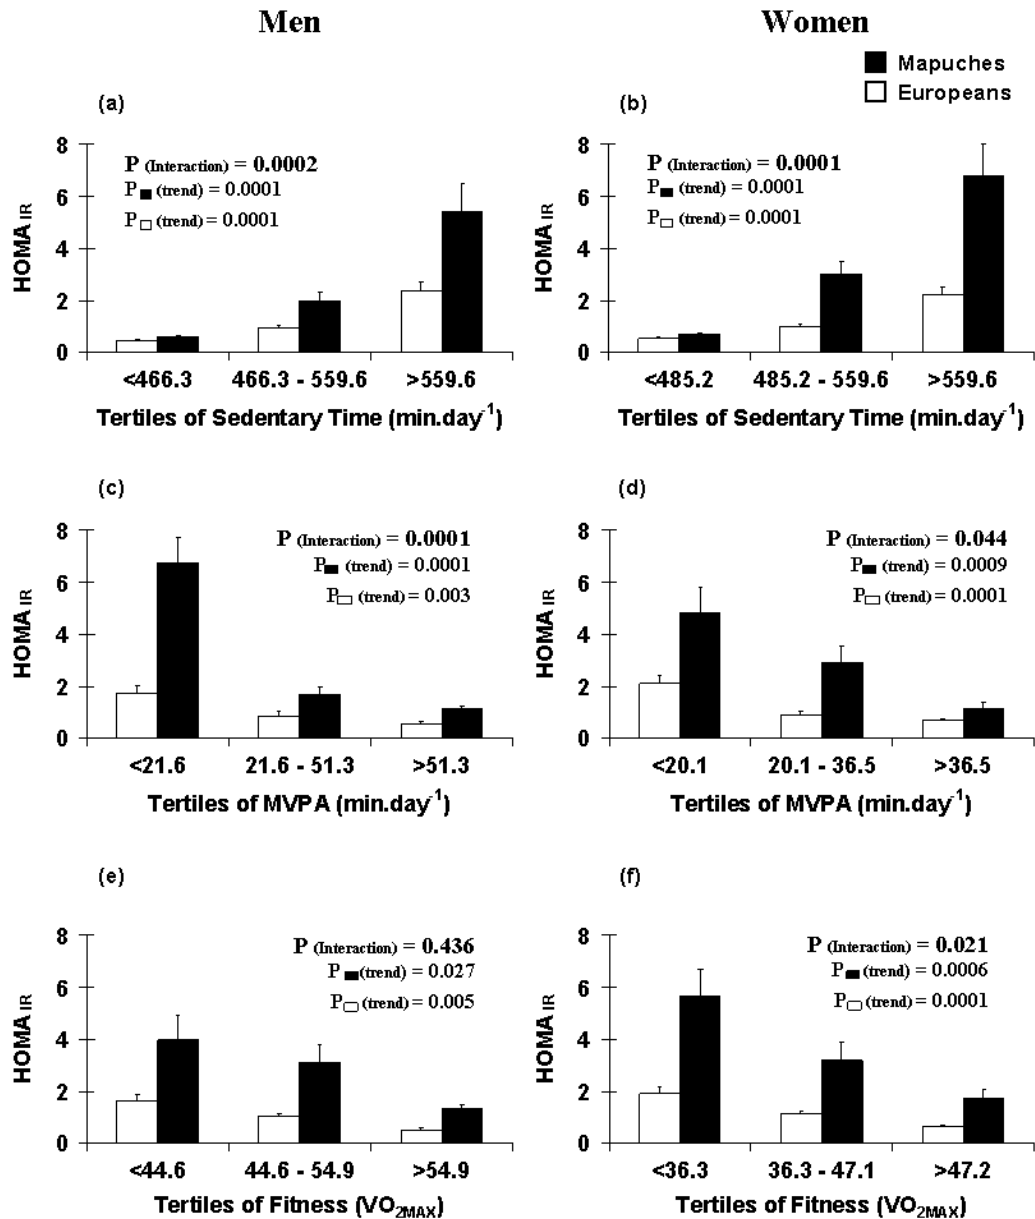 Men
Women
Mapuches
Europeans
(a)
P (Interaction) = 0.0002
P (trend) = 0.0001
P (trend) = 0.0001
HOMA IR
8
6
4
2
0
<466.3 466.3 - 559.6 >559.6
Tertiles of Sedentary Time (min.day-1)
(b)
P (Interaction) = 0.0001
P (trend) = 0.0001
P (trend) = 0.0001
HOMA IR
8
6
4
2
0
<485.2 485.2 - 559.6 >559.6
Tertiles of Sedentary Time (min.day-1)
(c)
P (Interaction) = 0.0001
P (trend) = 0.0001
P (trend) = 0.003
HOMA IR
8
6
4
2
0
<21.6 21.6 - 51.3 >51.3
Tertiles of MVPA (min.day-1)
(d)
P (Interaction) = 0.044
P (trend) = 0.0009
P (trend) = 0.0001
HOMA IR
8
6
4
2
0
<20.1 20.1 - 36.5 >36.5
Tertiles of MVPA (min.day-1)
(e)
P (Interaction) = 0.436
P (trend) = 0.027
P (trend) = 0.005
HOMA IR
8
6
4
2
0
<44.6 44.6 - 54.9 >54.9
Tertiles of Fitness (VO2MAX)
(f)
P (Interaction) = 0.021
P (trend) = 0.0006
P (trend) = 0.0001
HOMA IR
8
6
4
2
0
<36.3 36.3 - 47.1 >47.2
Tertiles of Fitness (VO2MAX)